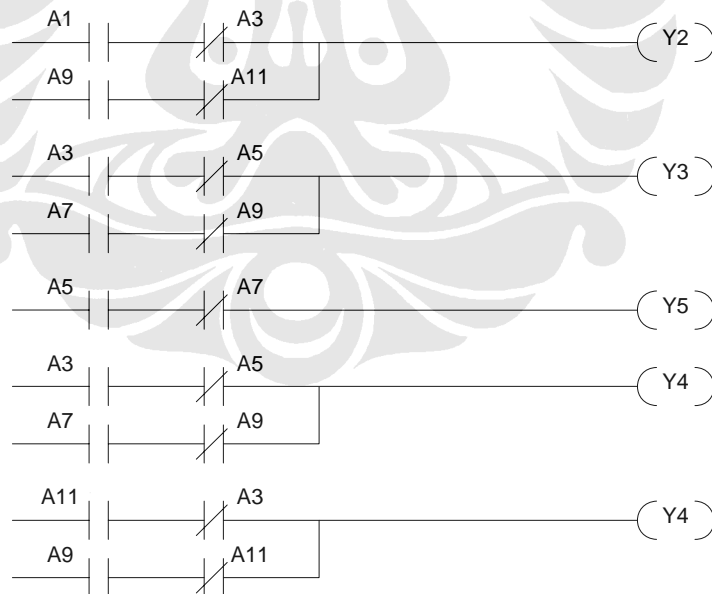 A1 A3 Y2
A9 A11
A3 A5 Y3
A7 A9
A5 A7 Y5
A3 A5 Y4
A7 A9
A11 A3 Y4
A9 A11